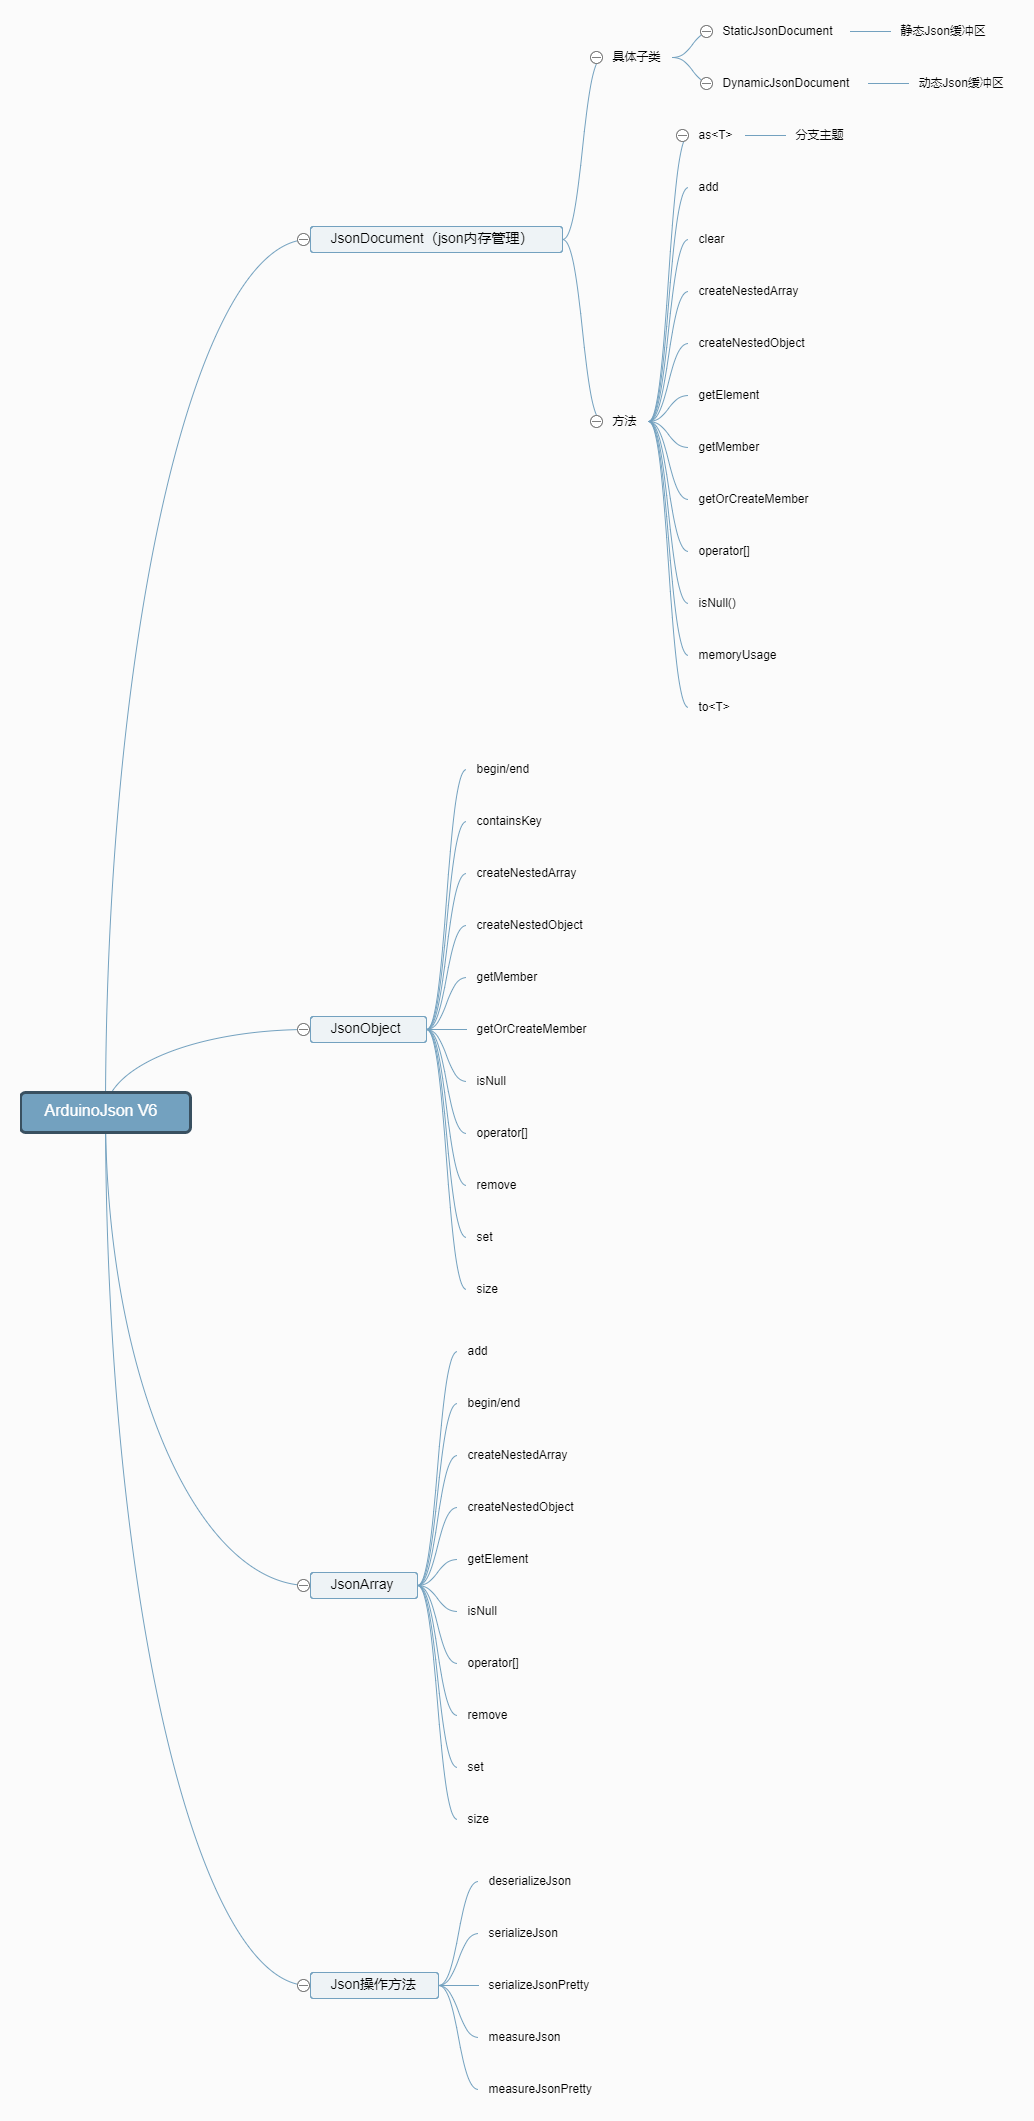 ArduinoJson V6
JsonDocument（json内存管理）
具体子类
StaticJsonDocument
静态Json缓冲区
DynamicJsonDocument
动态Json缓冲区
方法
as<T>
分支主题
add
clear
createNestedArray
createNestedObject
getElement
getMember
getOrCreateMember
operator[]
isNull()
memoryUsage
to<T>
JsonObject
begin/end
containsKey
createNestedArray
createNestedObject
getMember
getOrCreateMember
isNull
operator[]
remove
set
size
JsonArray
add
begin/end
createNestedArray
createNestedObject
getElement
isNull
operator[]
remove
set
size
Json操作方法
deserializeJson
serializeJson
serializeJsonPretty
measureJson
measureJsonPretty